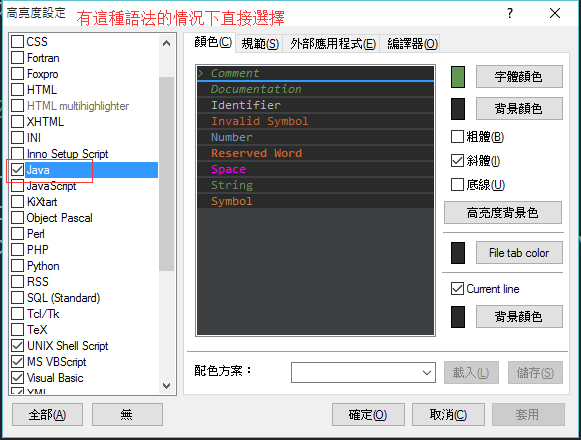 高亮度設定
有這種語法的情況下直接選擇
CSS
Fortran
Foxpro
HTML
HTML multihighlighter
XHTML
INI
Inno Setup Script
Java
JavaScript
KiXtart
Object Pascal
Perl
PHP
Python
RSS
SQL (Standard)
Tcl/Tk
TeX
UNIX Shell Script
MS VBScript
Visual Basic
XML
全部(A)
無
顏色(C)
規範(S)
外部應用程式(E)
編譯器(O)
> Comment
Documentation
Identifier
Invalid Symbol
Number
Reserved Word
Space
String
Symbol
字體顏色
背景顏色
粗體(B)
斜體(I)
底線(U)
高亮度背景色
File tab color
Current line
背景顏色
配色方案：
載入(L)
儲存(S)
確定(O)
取消(C)
套用